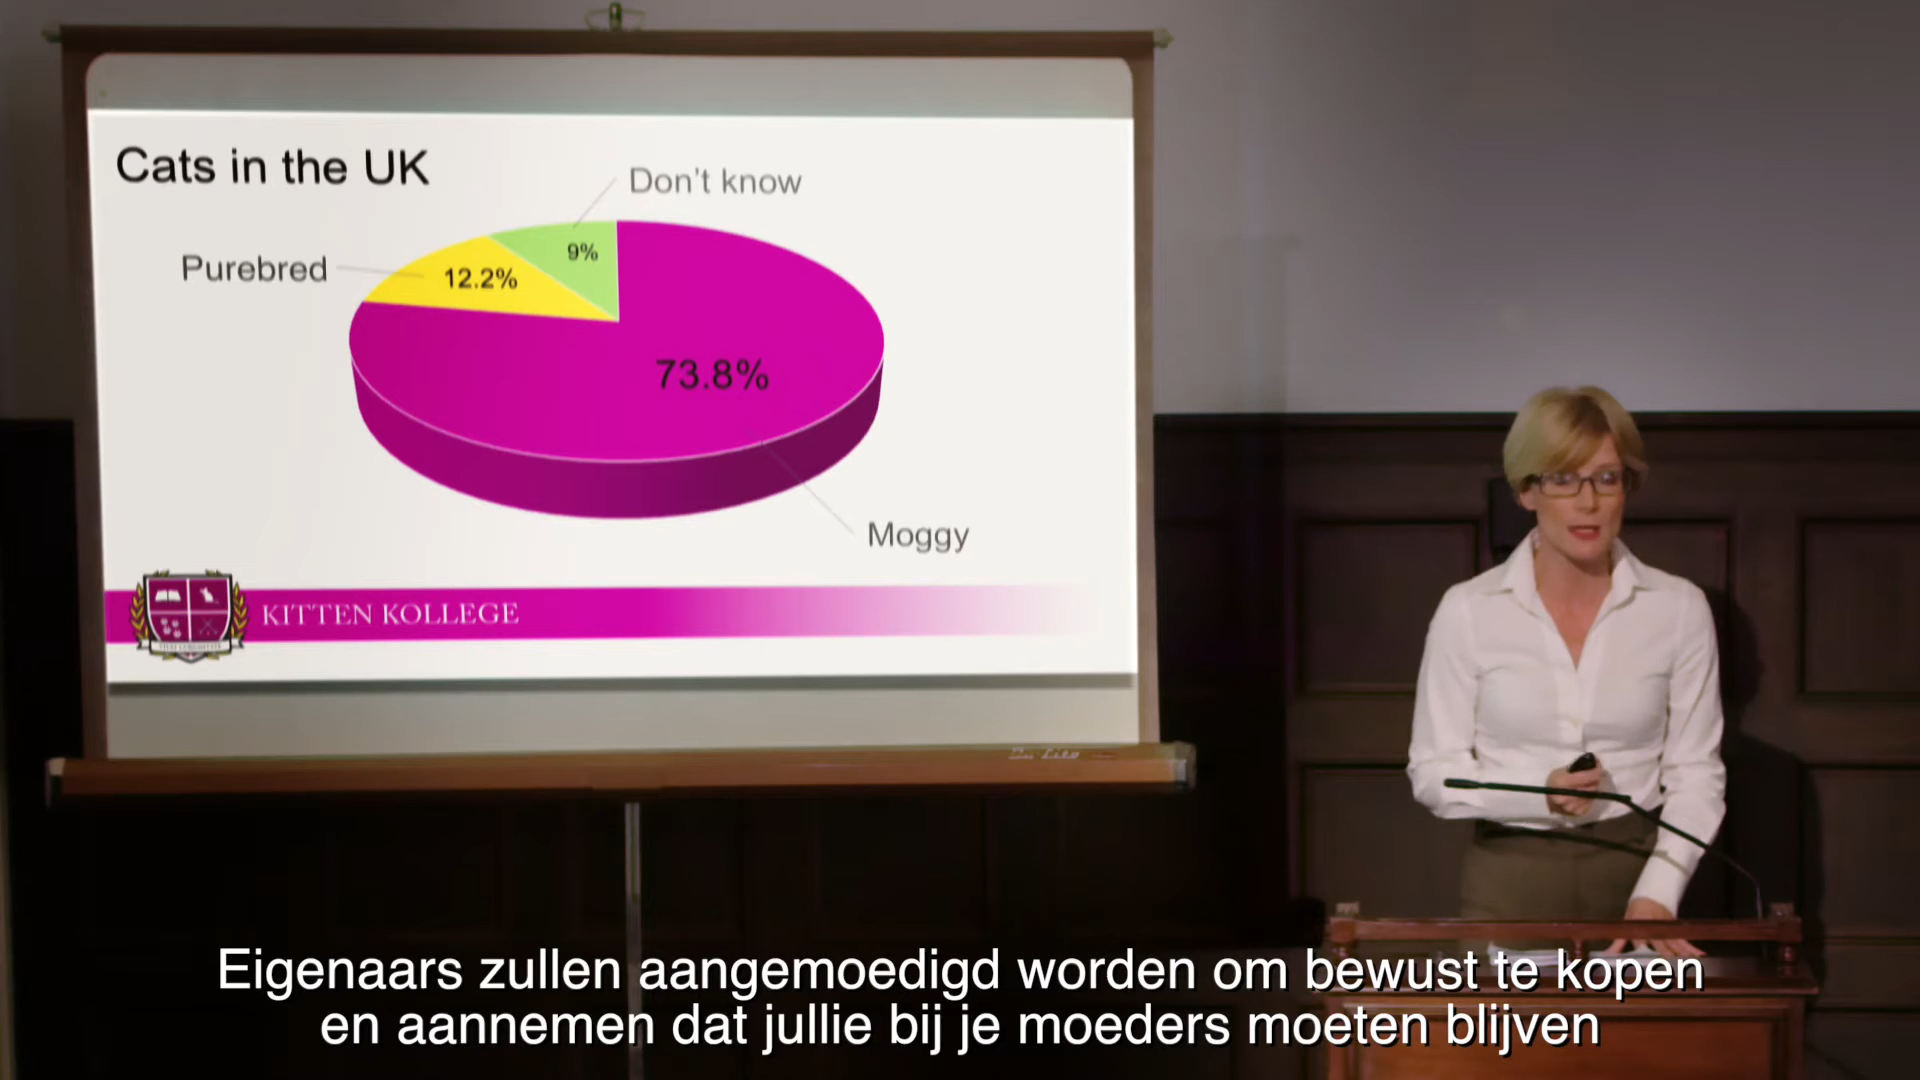 Cats in the UK
Don't know
9%
Purebred
12.2%
73.8%
Moggy
KITTEN KOLLEGE
Eigenaars zullen aangemoedigd worden om bewust te kopen
en aannemen dat jullie bij je moeders moeten blijven